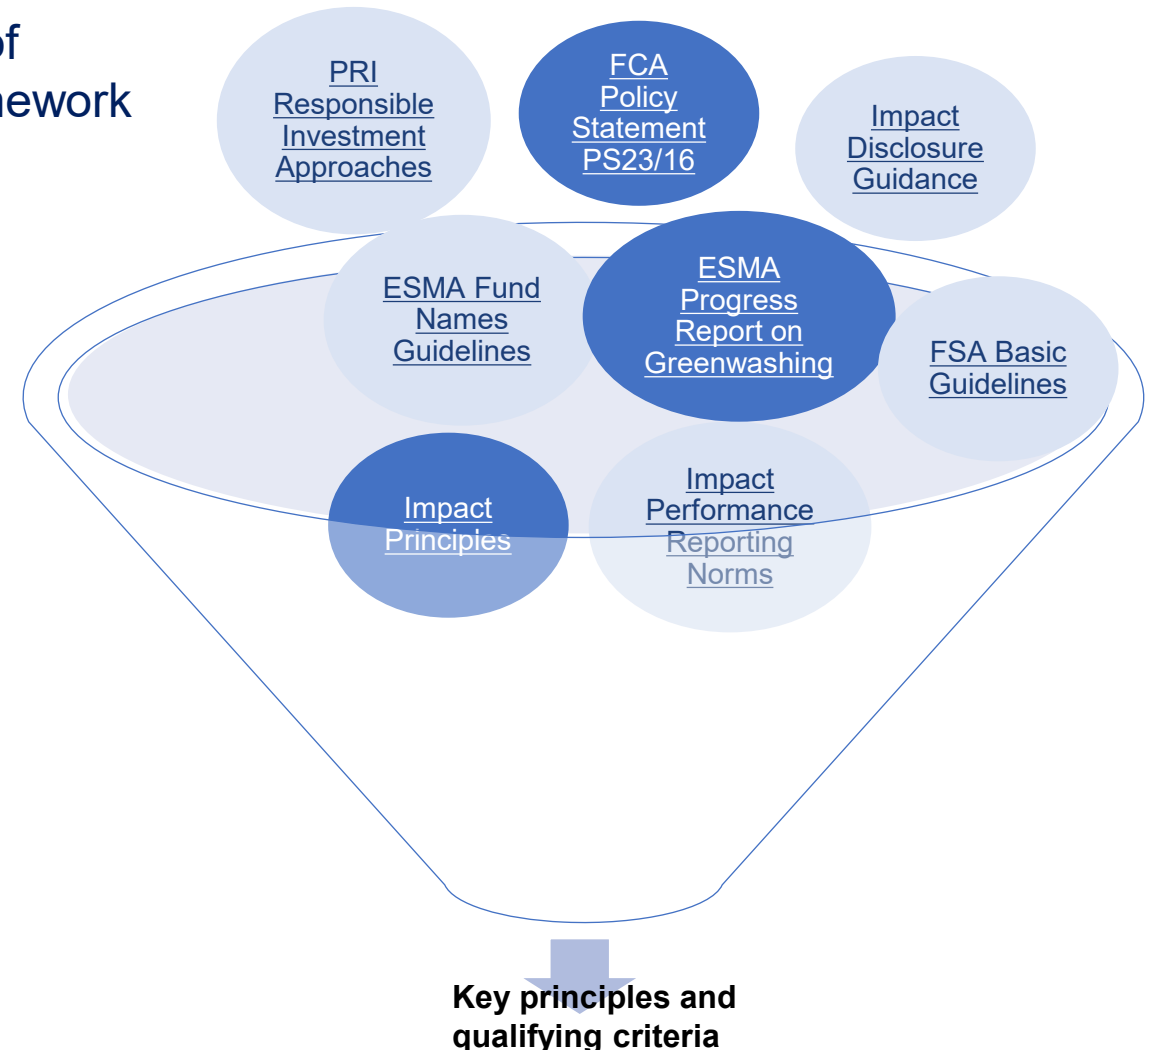 of
ework
PRI
Responsible
Investment
Approaches
FCA
Policy
Statement
PS23/16
Impact
Disclosure
Guidance
ESMA Fund
Names
Guidelines
ESMA
Progress
Report on
Greenwashing
FSA Basic
Guidelines
Impact
Principles
Impact
Performance
Reporting
Norms
Key principles and
qualifying criteria